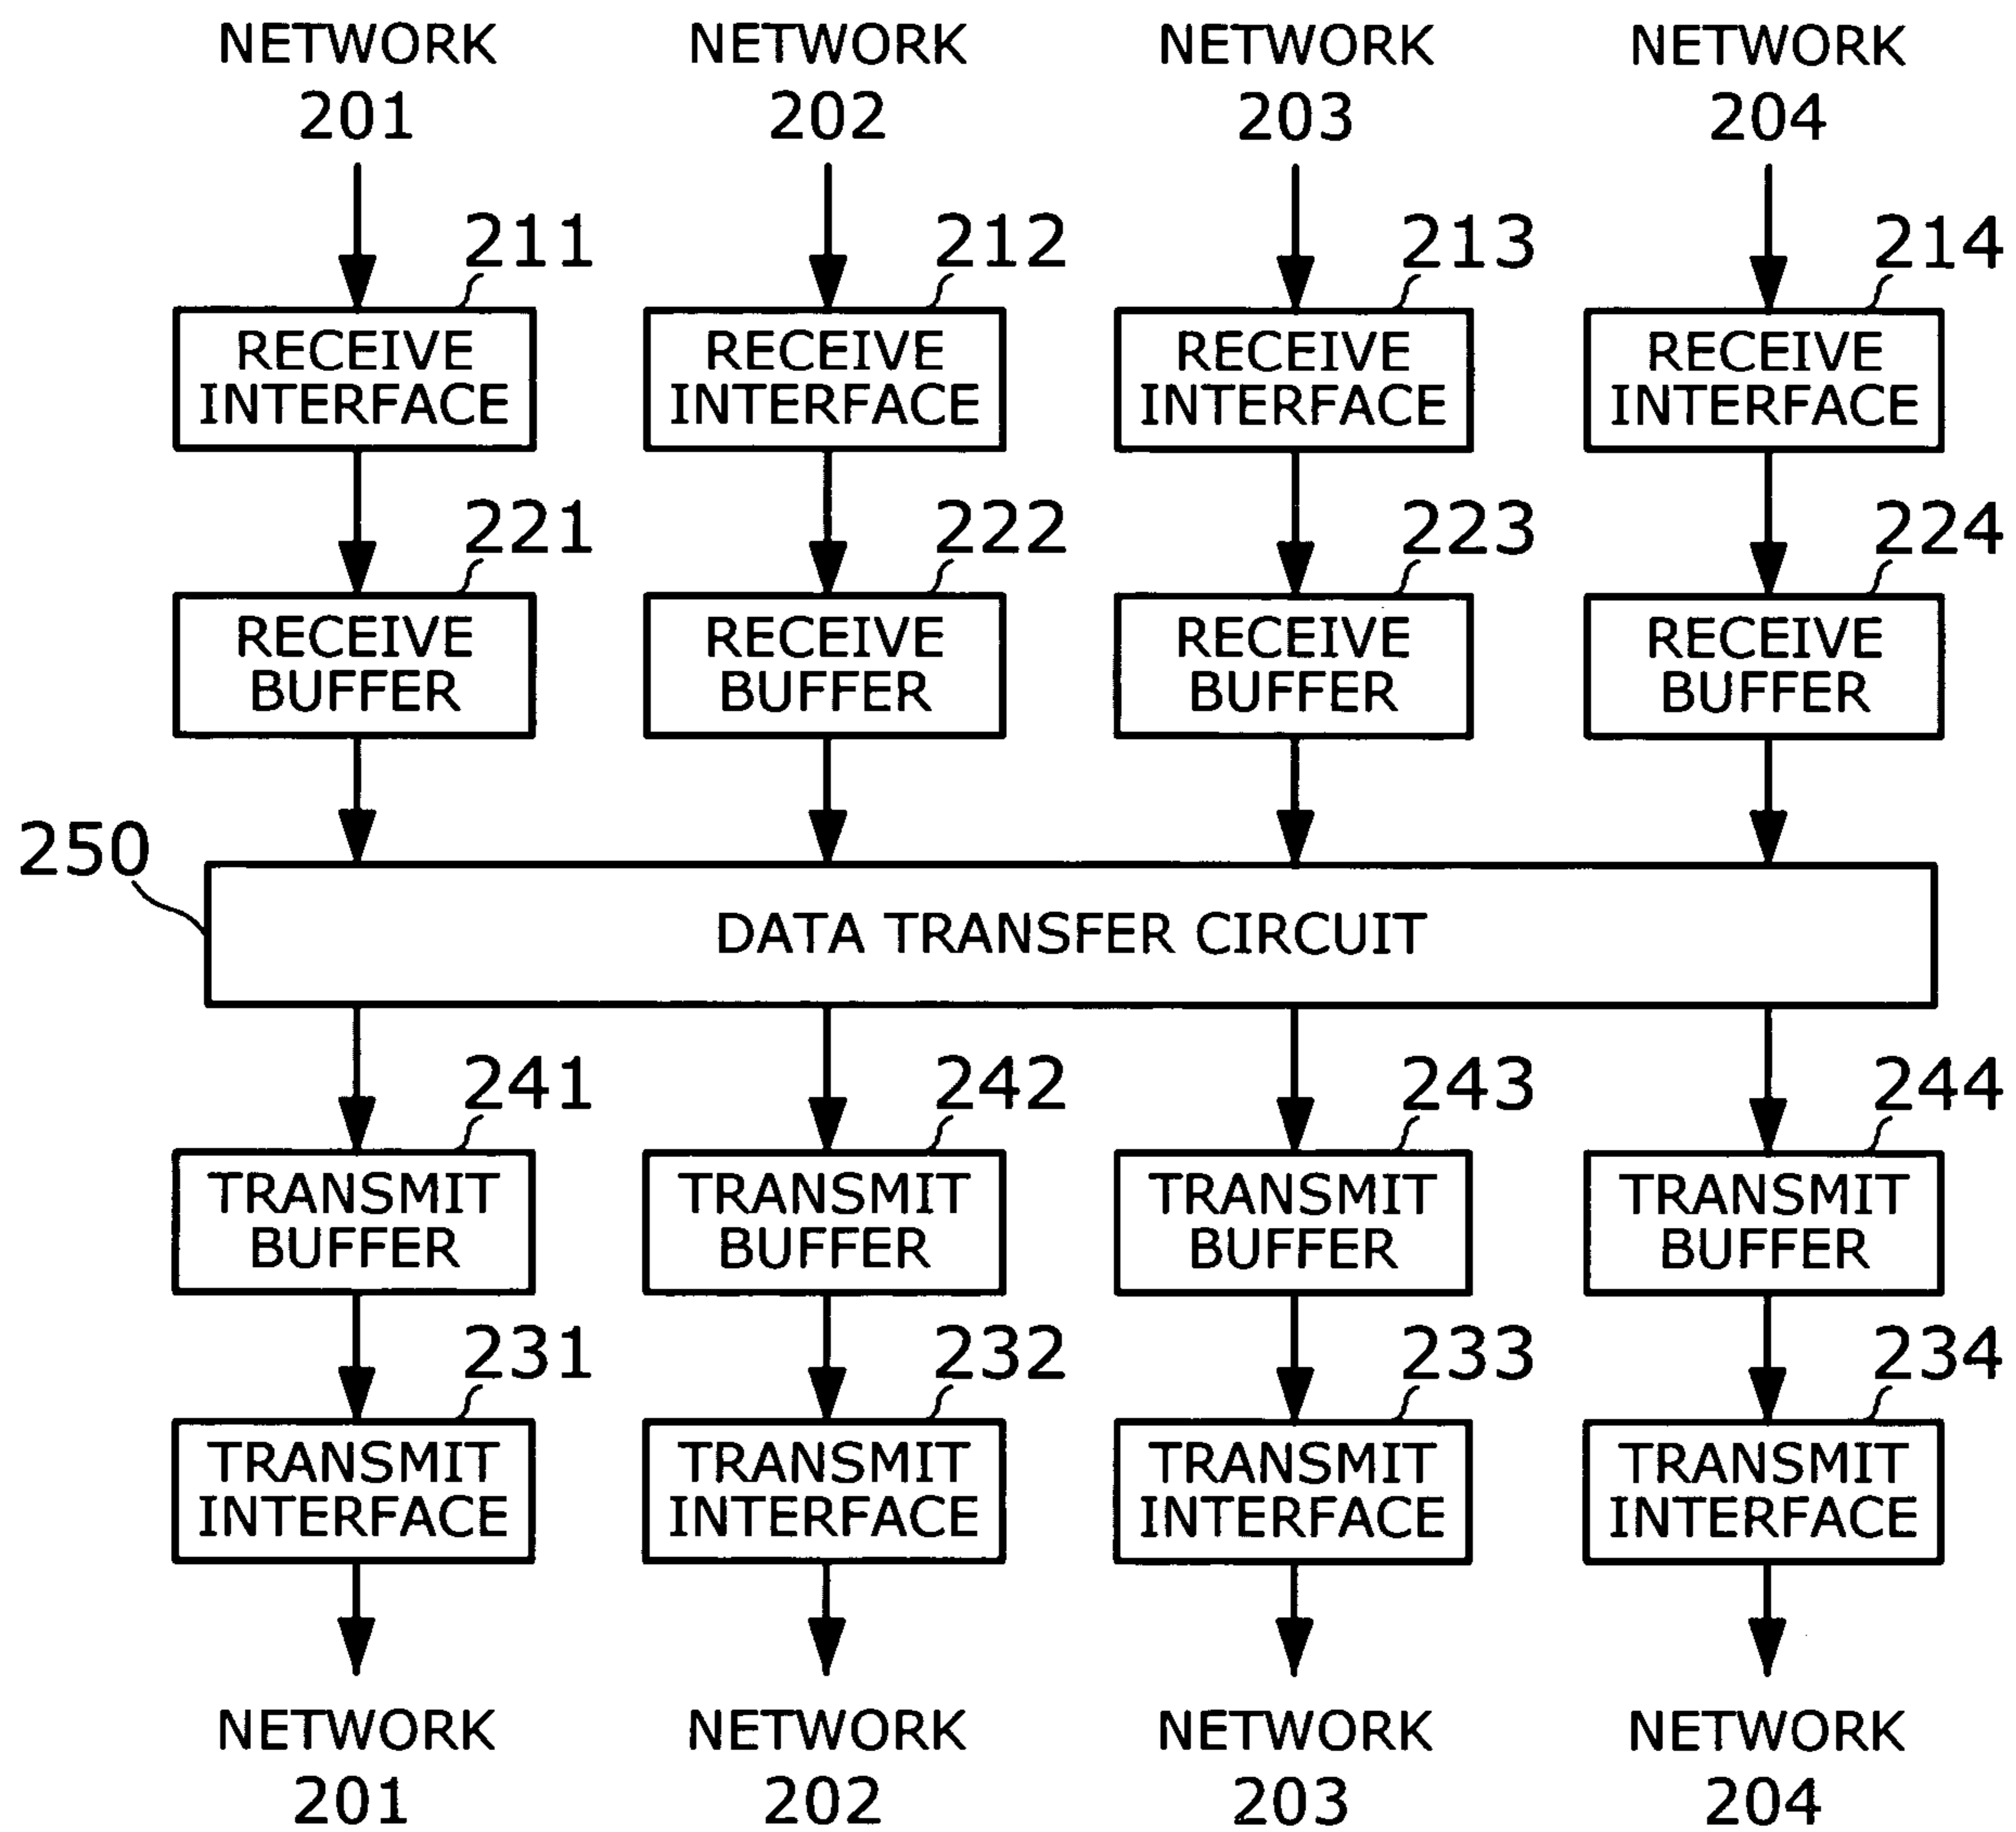 NETWORK NETWORK NETWORK NETWORK
201 202 203 204
211 212 213 214
RECEIVE RECEIVE RECEIVE RECEIVE
INTERFACE INTERFACE INTERFACE INTERFACE
221 222 223 224
RECEIVE RECEIVE RECEIVE RECEIVE
BUFFER BUFFER BUFFER BUFFER
250
DATA TRANSFER CIRCUIT
241 242 243 244
TRANSMIT TRANSMIT TRANSMIT TRANSMIT
BUFFER BUFFER BUFFER BUFFER
231 232 233 234
TRANSMIT TRANSMIT TRANSMIT TRANSMIT
INTERFACE INTERFACE INTERFACE INTERFACE
NETWORK NETWORK NETWORK NETWORK
201 202 203 204